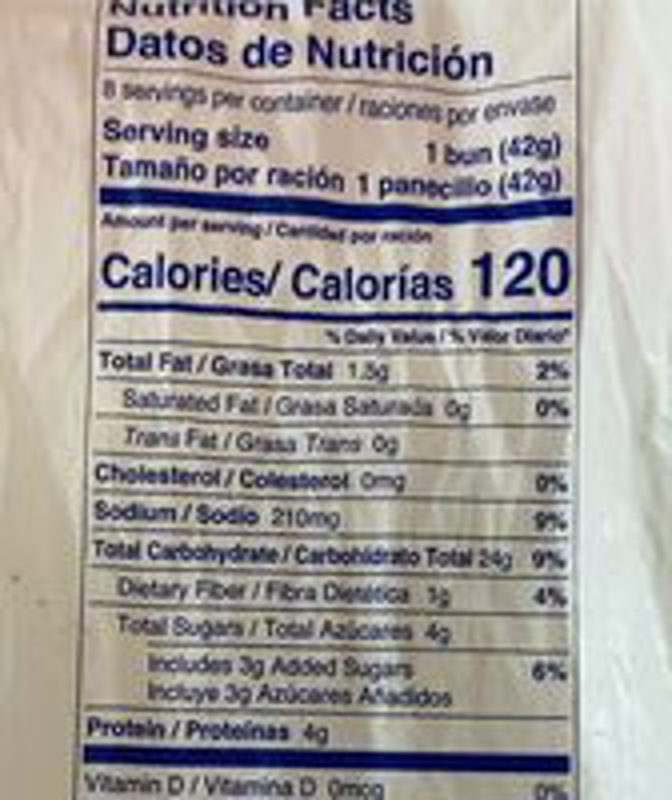 Nutrition Facts
Datos de Nutrición
8 servings per container / raciones por envase
Serving size 1 bun (42g)
Tamaño por ración 1 panecillo (42g)
Amount per serving / Cantidad por ración
Calories/ Calorías 120
% Daily Value / % Valor Diario*
Total Fat / Grasa Total 1.5g 2%
Saturated Fat / Grasa Saturada 0g 0%
Trans Fat / Grasa Trans 0g
Cholesterol / Colesterol 0mg 0%
Sodium / Sodio 210mg 9%
Total Carbohydrate / Carbohidrato Total 24g 9%
Dietary Fiber / Fibra Dietética 1g 4%
Total Sugars / Total Azúcares 4g
Includes 3g Added Sugars 6%
Incluye 3g Azúcares Añadidos
Protein / Proteínas 4g
Vitamin D / Vitamina D 0mcg 0%